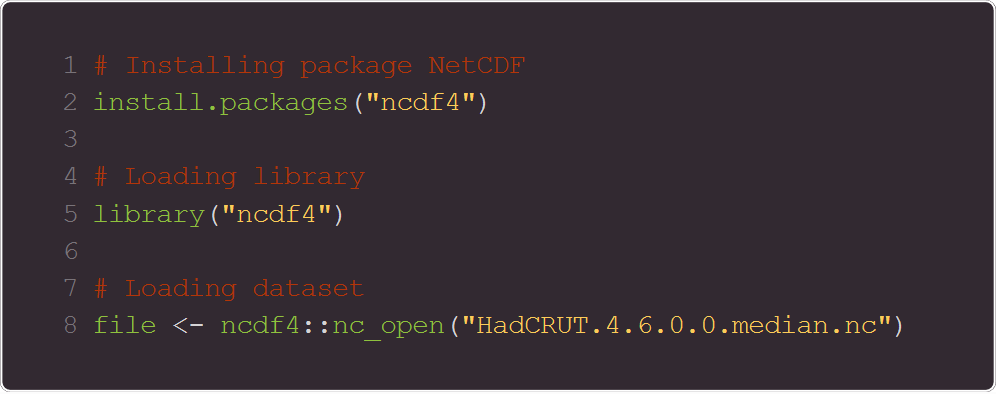 1 # Installing package NetCDF
2 install.packages("ncdf4")
3
4 # Loading library
5 library("ncdf4")
6
7 # Loading dataset
8 file <- ncdf4::nc_open("HadCRUT.4.6.0.0.median.nc")